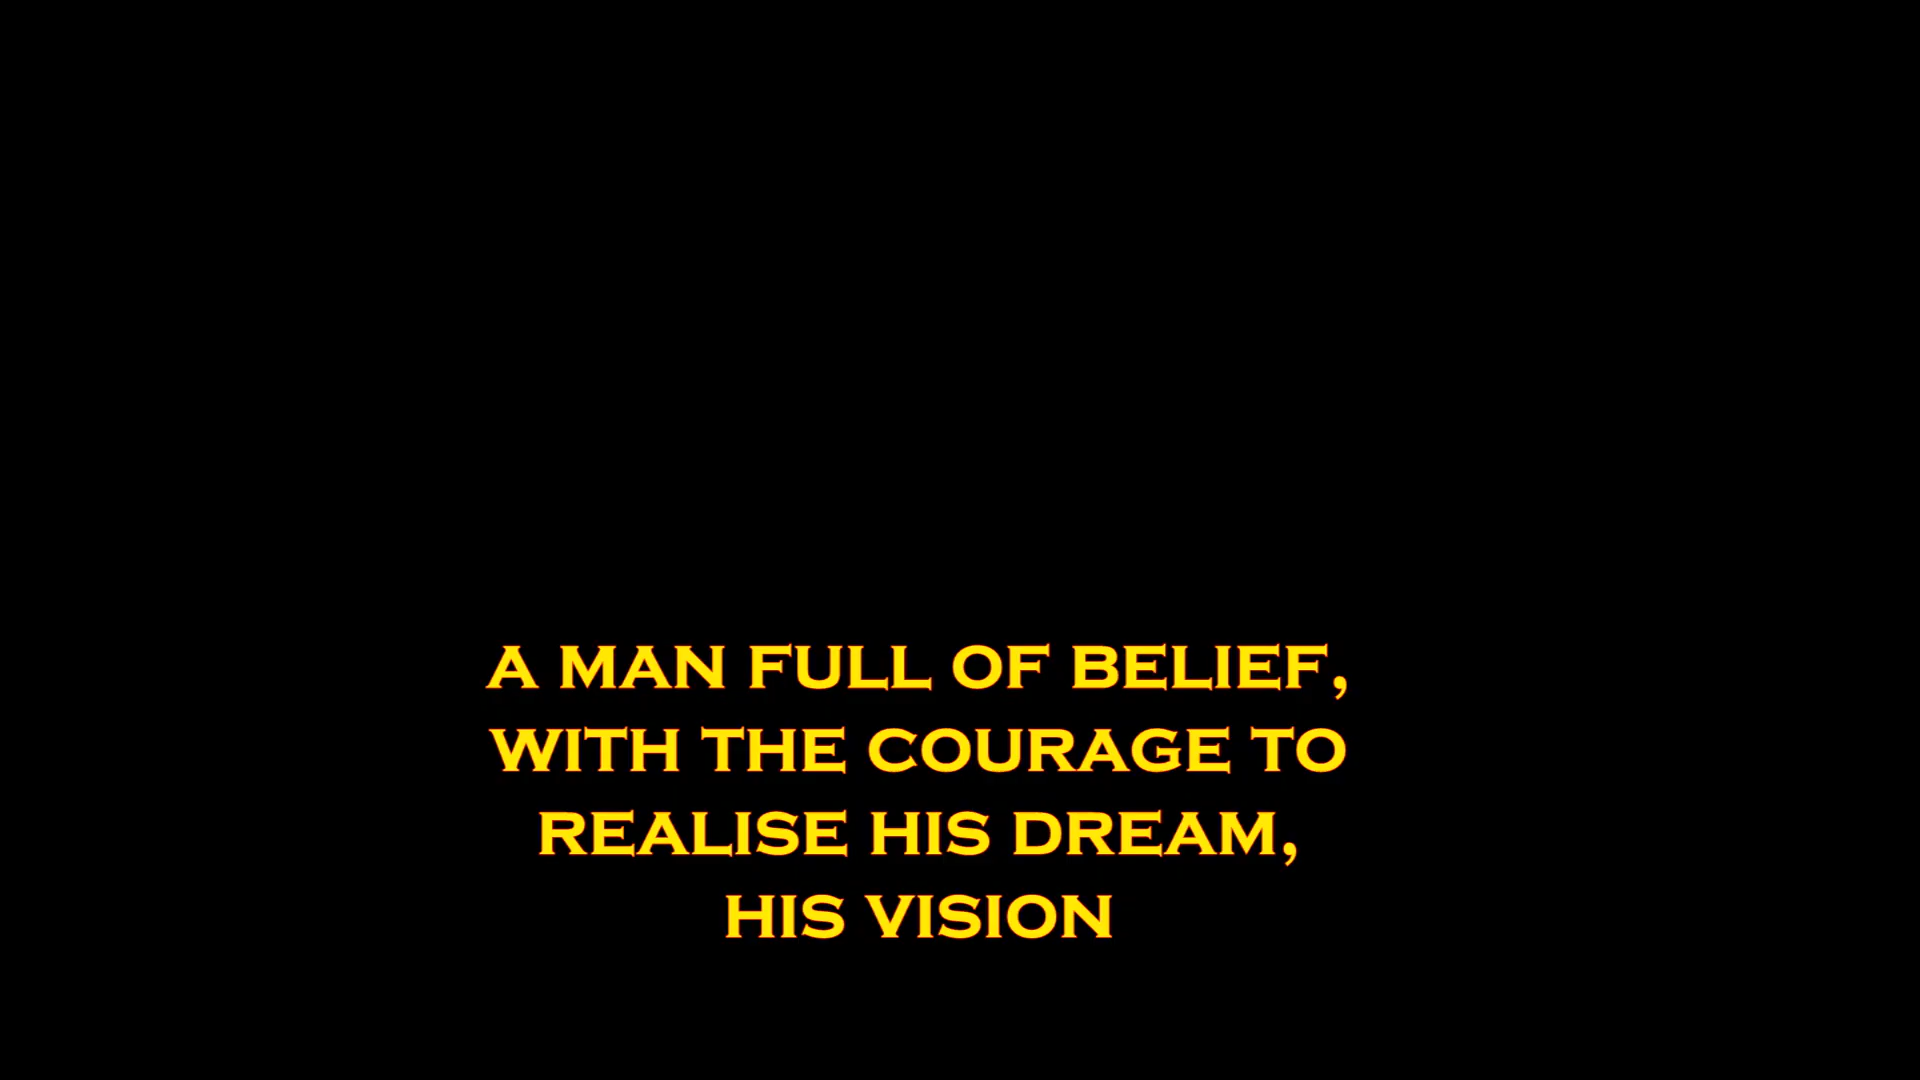 A MAN FULL OF BELIEF,
WITH THE COURAGE TO
REALISE HIS DREAM,
HIS VISION